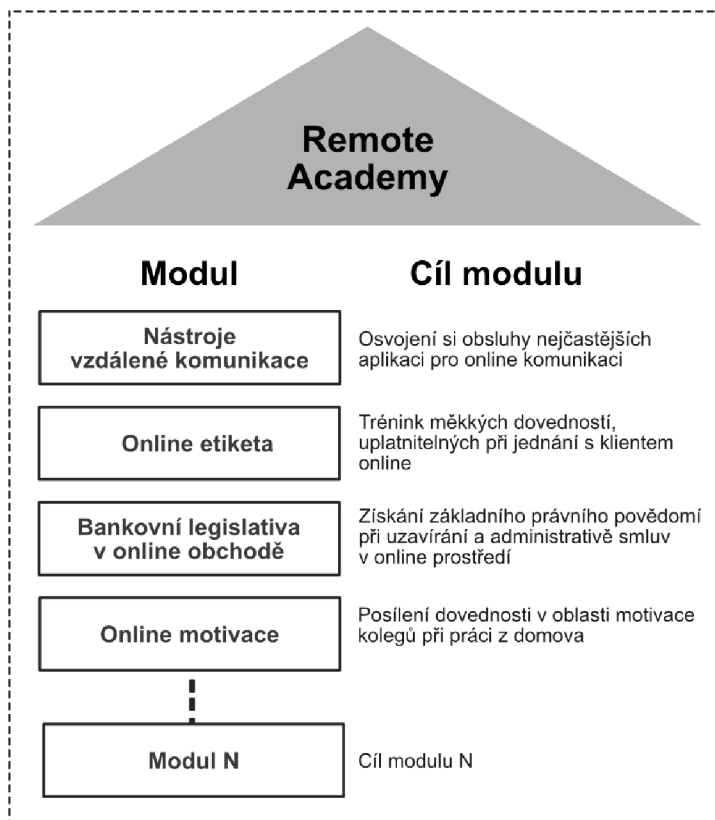 Remote
Academy
Modul
Cíl modulu
Nástroje
vzdálené komunikace
Osvojení si obsluhy nejčastějších
aplikaci pro online komunikaci
Online etiketa
Trénink měkkých dovedností,
uplatnitelných při jednání s klientem
online
Bankovní legislativa
v online obchodě
Získání základního právního povědomí
při uzavírání a administrativě smluv
v online prostředí
Online motivace
Posílení dovednosti v oblasti motivace
kolegů při práci z domova
Modul N
Cíl modulu N